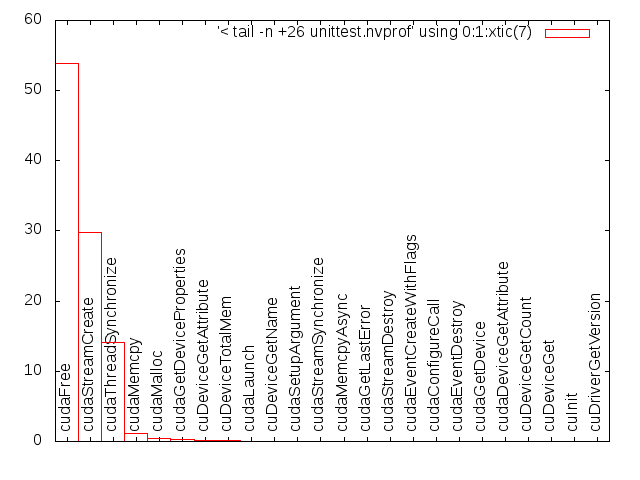 '< tail -n +26 unittest.nvprof' using 0:1:xtic(7)
60
50
40
30
20
10
0
cudaFree
cudaStreamCreate
cudaThreadSynchronize
cudaMemcpy
cudaMalloc
cudaGetDeviceProperties
cuDeviceGetAttribute
cuDeviceTotalMem
cudaLaunch
cuDeviceGetName
cudaSetupArgument
cudaStreamSynchronize
cudaMemcpyAsync
cudaGetLastError
cudaStreamDestroy
cudaEventCreateWithFlags
cudaConfigureCall
cudaEventDestroy
cudaGetDevice
cudaDeviceGetAttribute
cuDeviceGetCount
cuDeviceGet
cuInit
cuDriverGetVersion